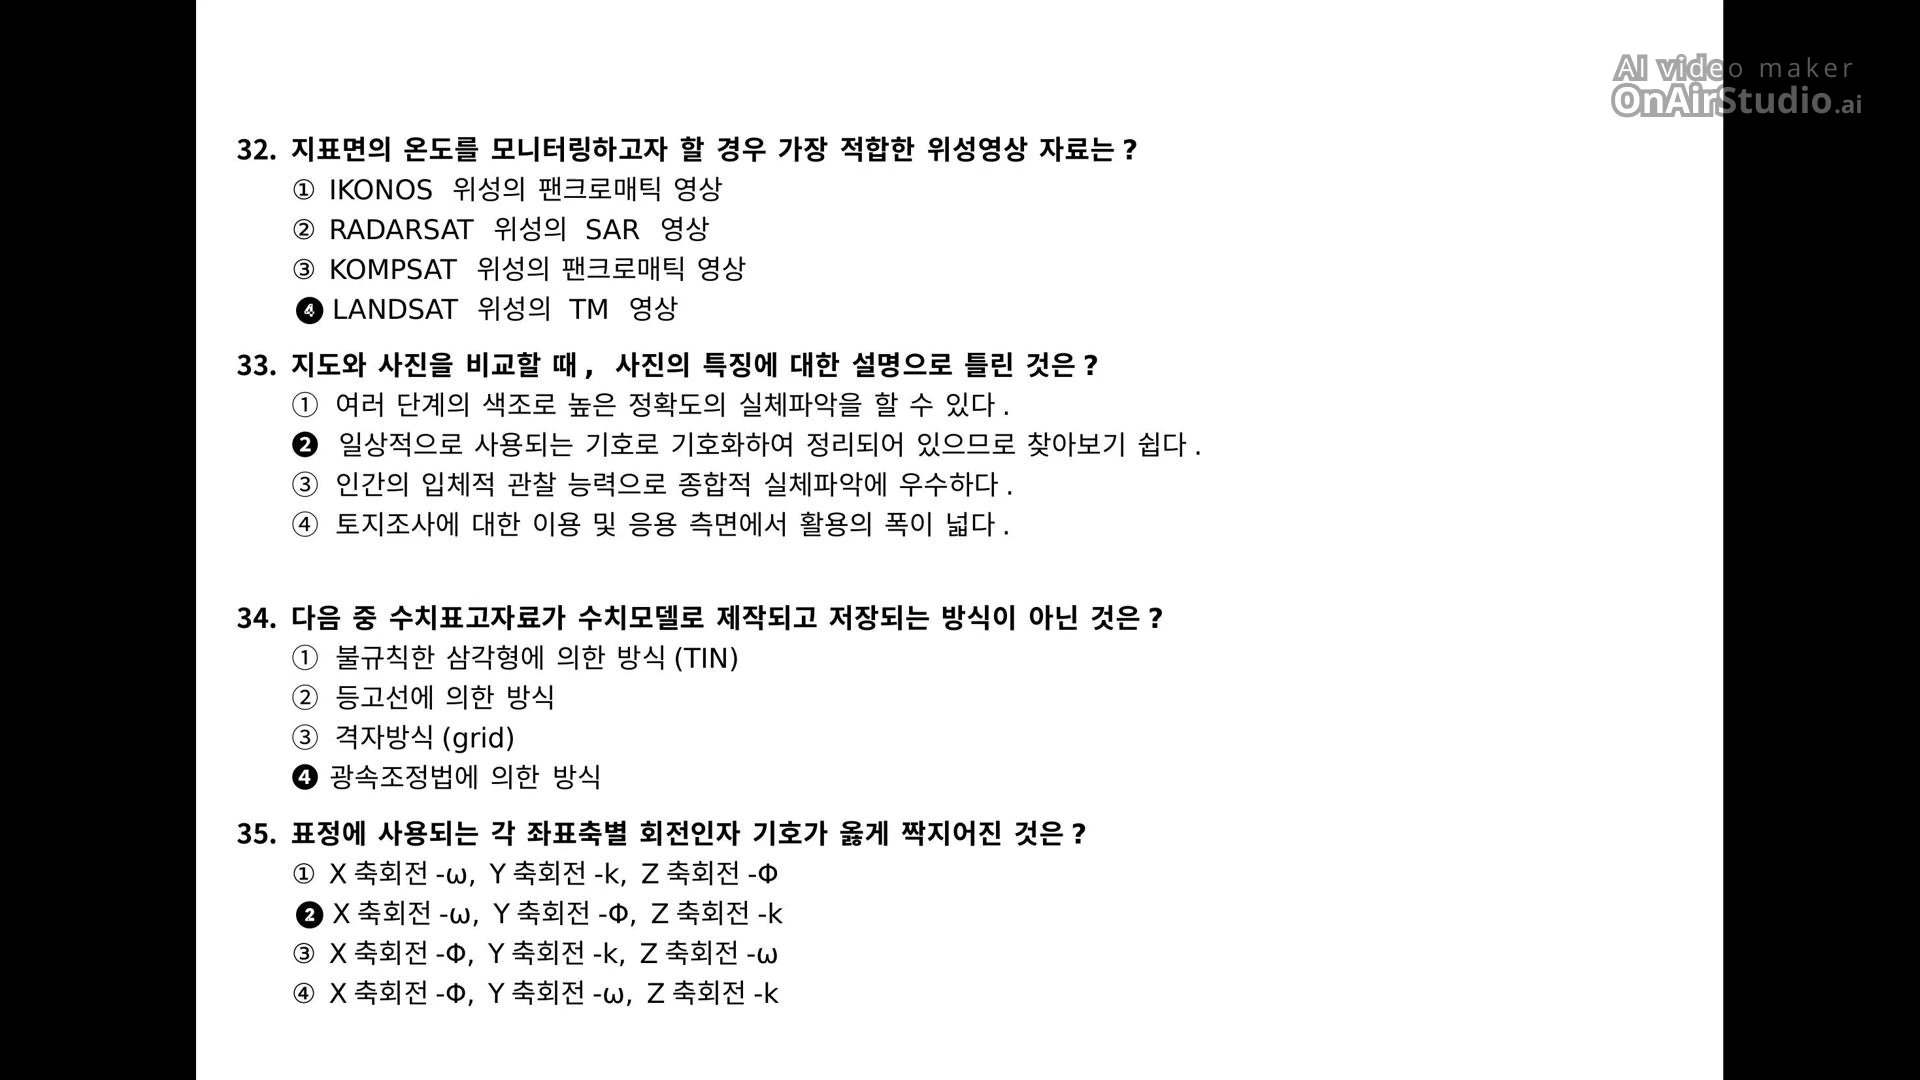 AI video maker
OnAirStudio.ai
32. 지표면의 온도를 모니터링하고자 할 경우 가장 적합한 위성영상 자료는?
① IKONOS 위성의 팬크로매틱 영상
② RADARSAT 위성의 SAR 영상
③ KOMPSAT 위성의 팬크로매틱 영상
❹ LANDSAT 위성의 TM 영상
33. 지도와 사진을 비교할 때, 사진의 특징에 대한 설명으로 틀린 것은?
① 여러 단계의 색조로 높은 정확도의 실체파악을 할 수 있다.
❷ 일상적으로 사용되는 기호로 기호화하여 정리되어 있으므로 찾아보기 쉽다.
③ 인간의 입체적 관찰 능력으로 종합적 실체파악에 우수하다.
④ 토지조사에 대한 이용 및 응용 측면에서 활용의 폭이 넓다.
34. 다음 중 수치표고자료가 수치모델로 제작되고 저장되는 방식이 아닌 것은?
① 불규칙한 삼각형에 의한 방식(TIN)
② 등고선에 의한 방식
③ 격자방식(grid)
❹ 광속조정법에 의한 방식
35. 표정에 사용되는 각 좌표축별 회전인자 기호가 옳게 짝지어진 것은?
① X축회전-ω, Y축회전-k, Z축회전-Φ
❷ X축회전-ω, Y축회전-Φ, Z축회전-k
③ X축회전-Φ, Y축회전-k, Z축회전-ω
④ X축회전-Φ, Y축회전-ω, Z축회전-k